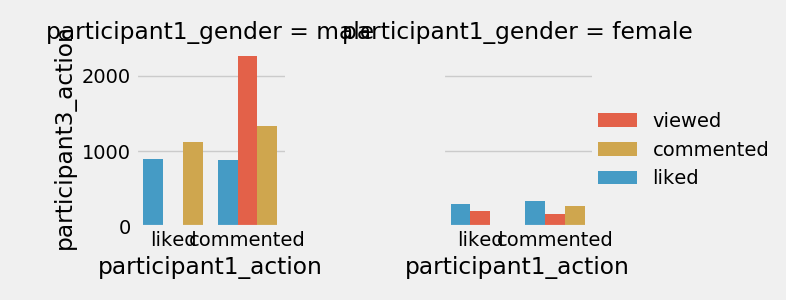 participant1_gender = male
participant1_gender = female
participant3_action
2000
1000
0
liked
commented
liked
commented
participant1_action
participant1_action
viewed
commented
liked